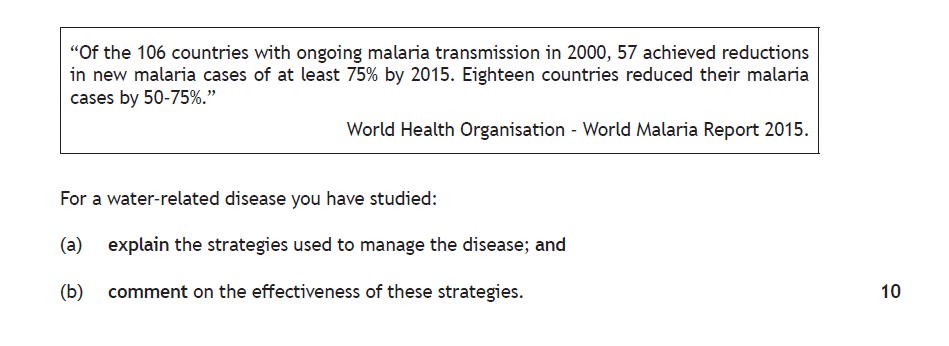 “Of the 106 countries with ongoing malaria transmission in 2000, 57 achieved reductions
in new malaria cases of at least 75% by 2015. Eighteen countries reduced their malaria
cases by 50-75%.”
World Health Organisation - World Malaria Report 2015.
For a water-related disease you have studied:
(a) explain the strategies used to manage the disease; and
(b) comment on the effectiveness of these strategies. 10